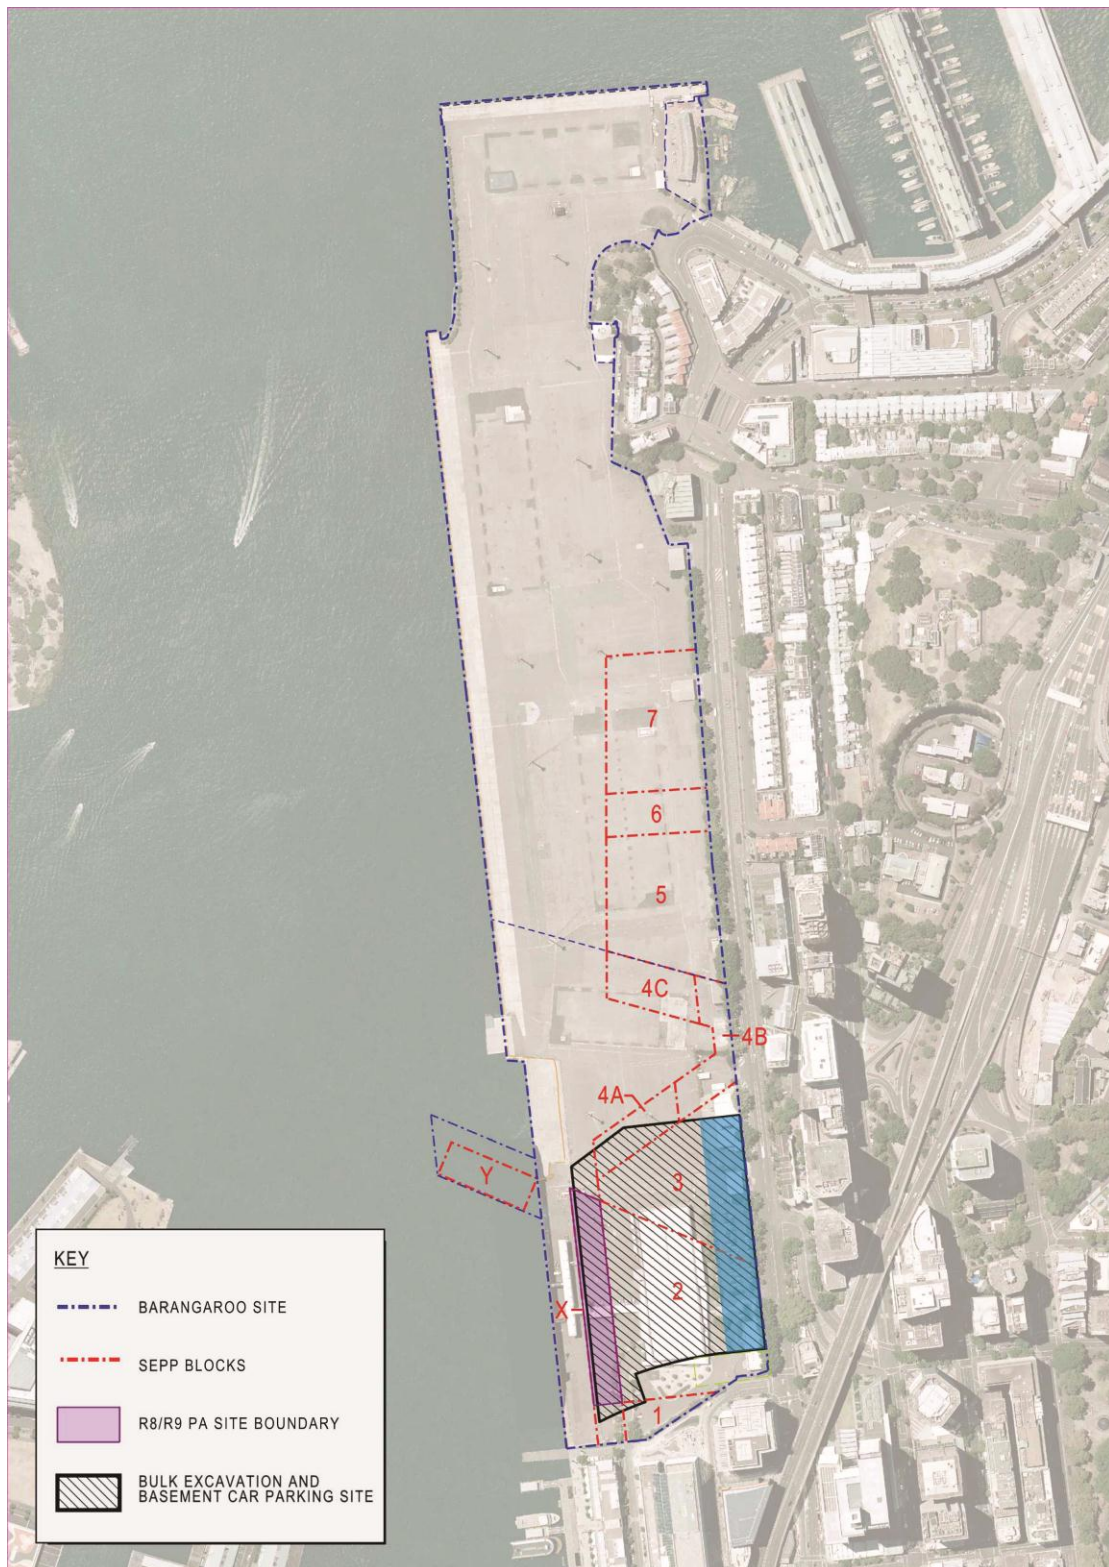 7
6
5
4C
4B
4A
Y
3
2
X
1
KEY
BARANGAROO SITE
SEPP BLOCKS
R8/R9 PA SITE BOUNDARY
BULK EXCAVATION AND
BASEMENT CAR PARKING SITE